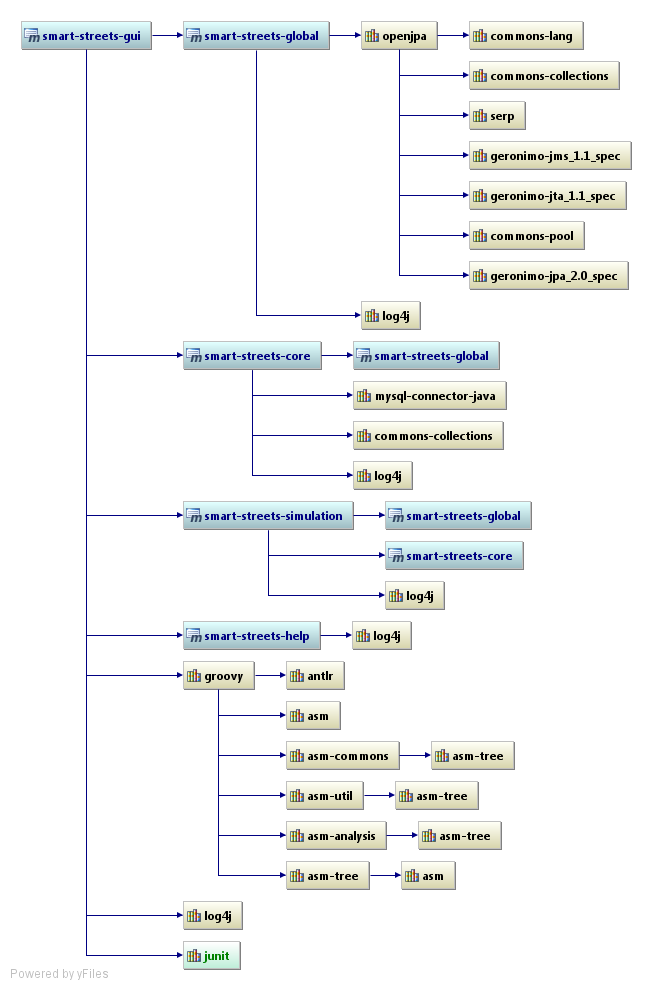 smart-streets-gui smart-streets-global openjpa commons-lang
commons-collections
serp
geronimo-jms_1.1_spec
geronimo-jta_1.1_spec
commons-pool
geronimo-jpa_2.0_spec
log4j
smart-streets-core smart-streets-global
mysql-connector-java
commons-collections
log4j
smart-streets-simulation smart-streets-global
smart-streets-core
log4j
smart-streets-help log4j
groovy antlr
asm
asm-commons asm-tree
asm-util asm-tree
asm-analysis asm-tree
asm-tree asm
log4j
junit
Powered by yFiles